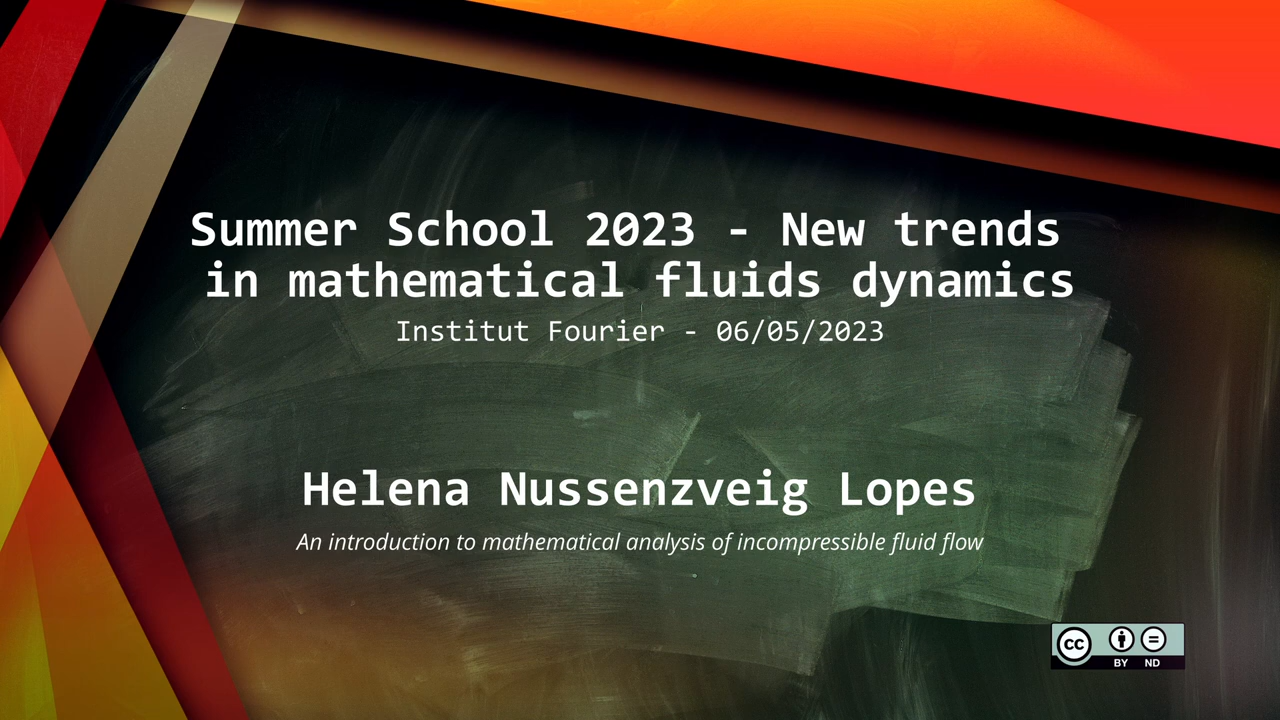 Summer School 2023 - New trends
in mathematical fluids dynamics
Institut Fourier - 06/05/2023
Helena Nussenzveig Lopes
An introduction to mathematical analysis of incompressible fluid flow
cc
BY ND